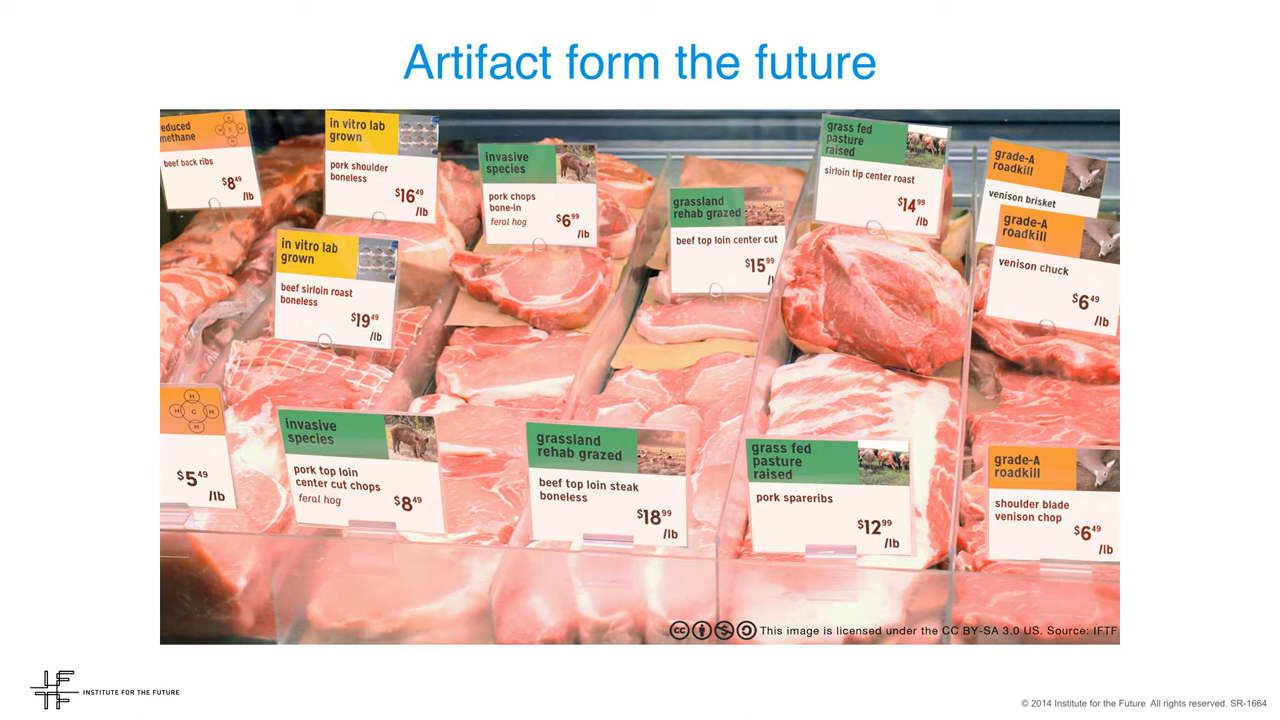 Artifact form the future
educed
methane
beef back ribs
$8 49
/lb
in vitro lab
grown
pork shoulder
boneless
$16 49
/lb
invasive
species
pork chops
bone-in
feral hog
$6 99
/lb
grassland
rehab grazed
beef top loin center cut
$15 99
/l
grass fed
pasture
raised
sirloin tip center roast
$14 99
/lb
grade-A
roadkill
venison brisket
grade-A
roadkill
venison chuck
$6 49
/lb
in vitro lab
grown
beef sirloin roast
boneless
$19 49
/lb
H
H C H
H
$5 49
/lb
invasive
species
pork top loin
center cut chops
feral hog
$8 49
/lb
grassland
rehab grazed
beef top loin steak
boneless
$18 99
/lb
grass fed
pasture
raised
pork spareribs
$12 99
/lb
grade-A
roadkill
shoulder blade
venison chop
$6 49
/lb
cc This image is licensed under the CC BY-SA 3.0 US. Source: IFTF
INSTITUTE FOR THE FUTURE
© 2014 Institute for the Future All rights reserved. SR-1664